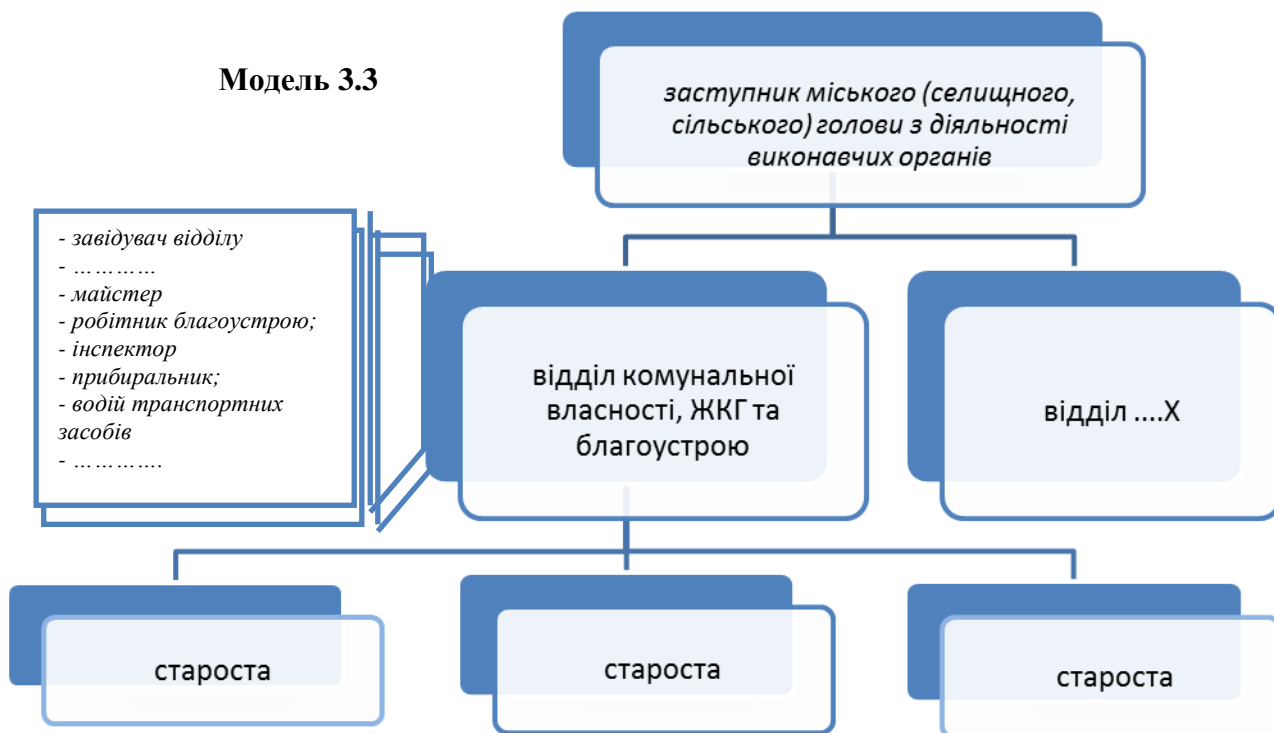 Модель 3.3
заступник міського (селищного,
сільського) голови з діяльності
виконавчих органів
- завідувач відділу
- …………
- майстер
- робітник благоустрою;
- інспектор
- прибиральник;
- водій транспортних
засобів
- ………….
відділ комунальної
власності, ЖКГ та
благоустрою
відділ ....Х
староста
староста
староста